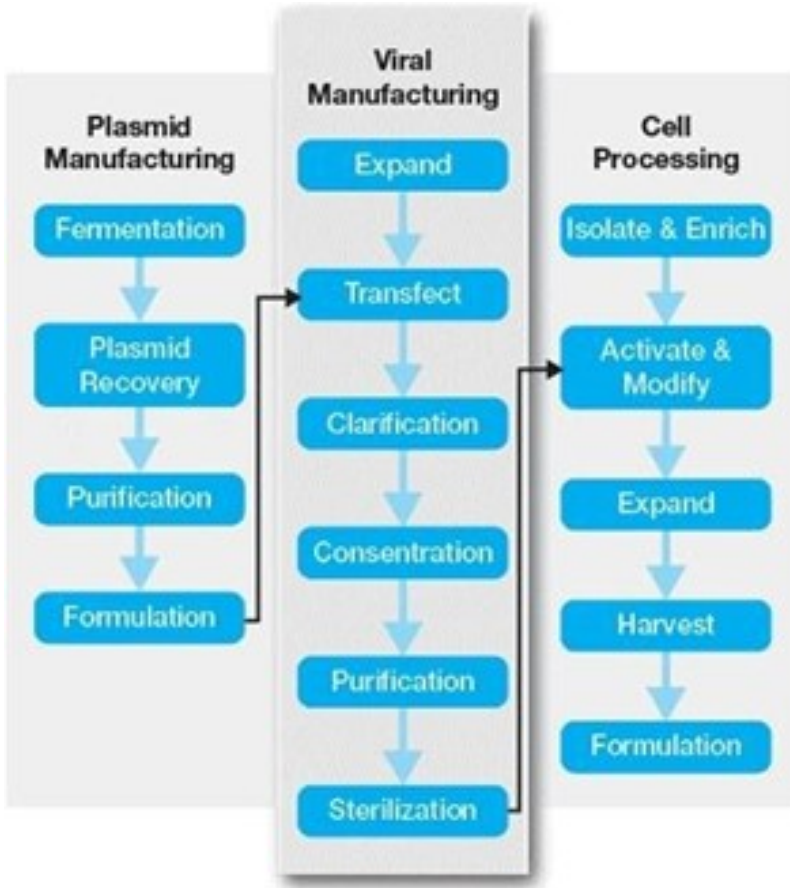 Plasmid
Manufacturing
Fermentation
Plasmid
Recovery
Purification
Formulation
Viral
Manufacturing
Expand
Transfect
Clarification
Consentration
Purification
Sterilization
Cell
Processing
Isolate & Enrich
Activate &
Modify
Expand
Harvest
Formulation